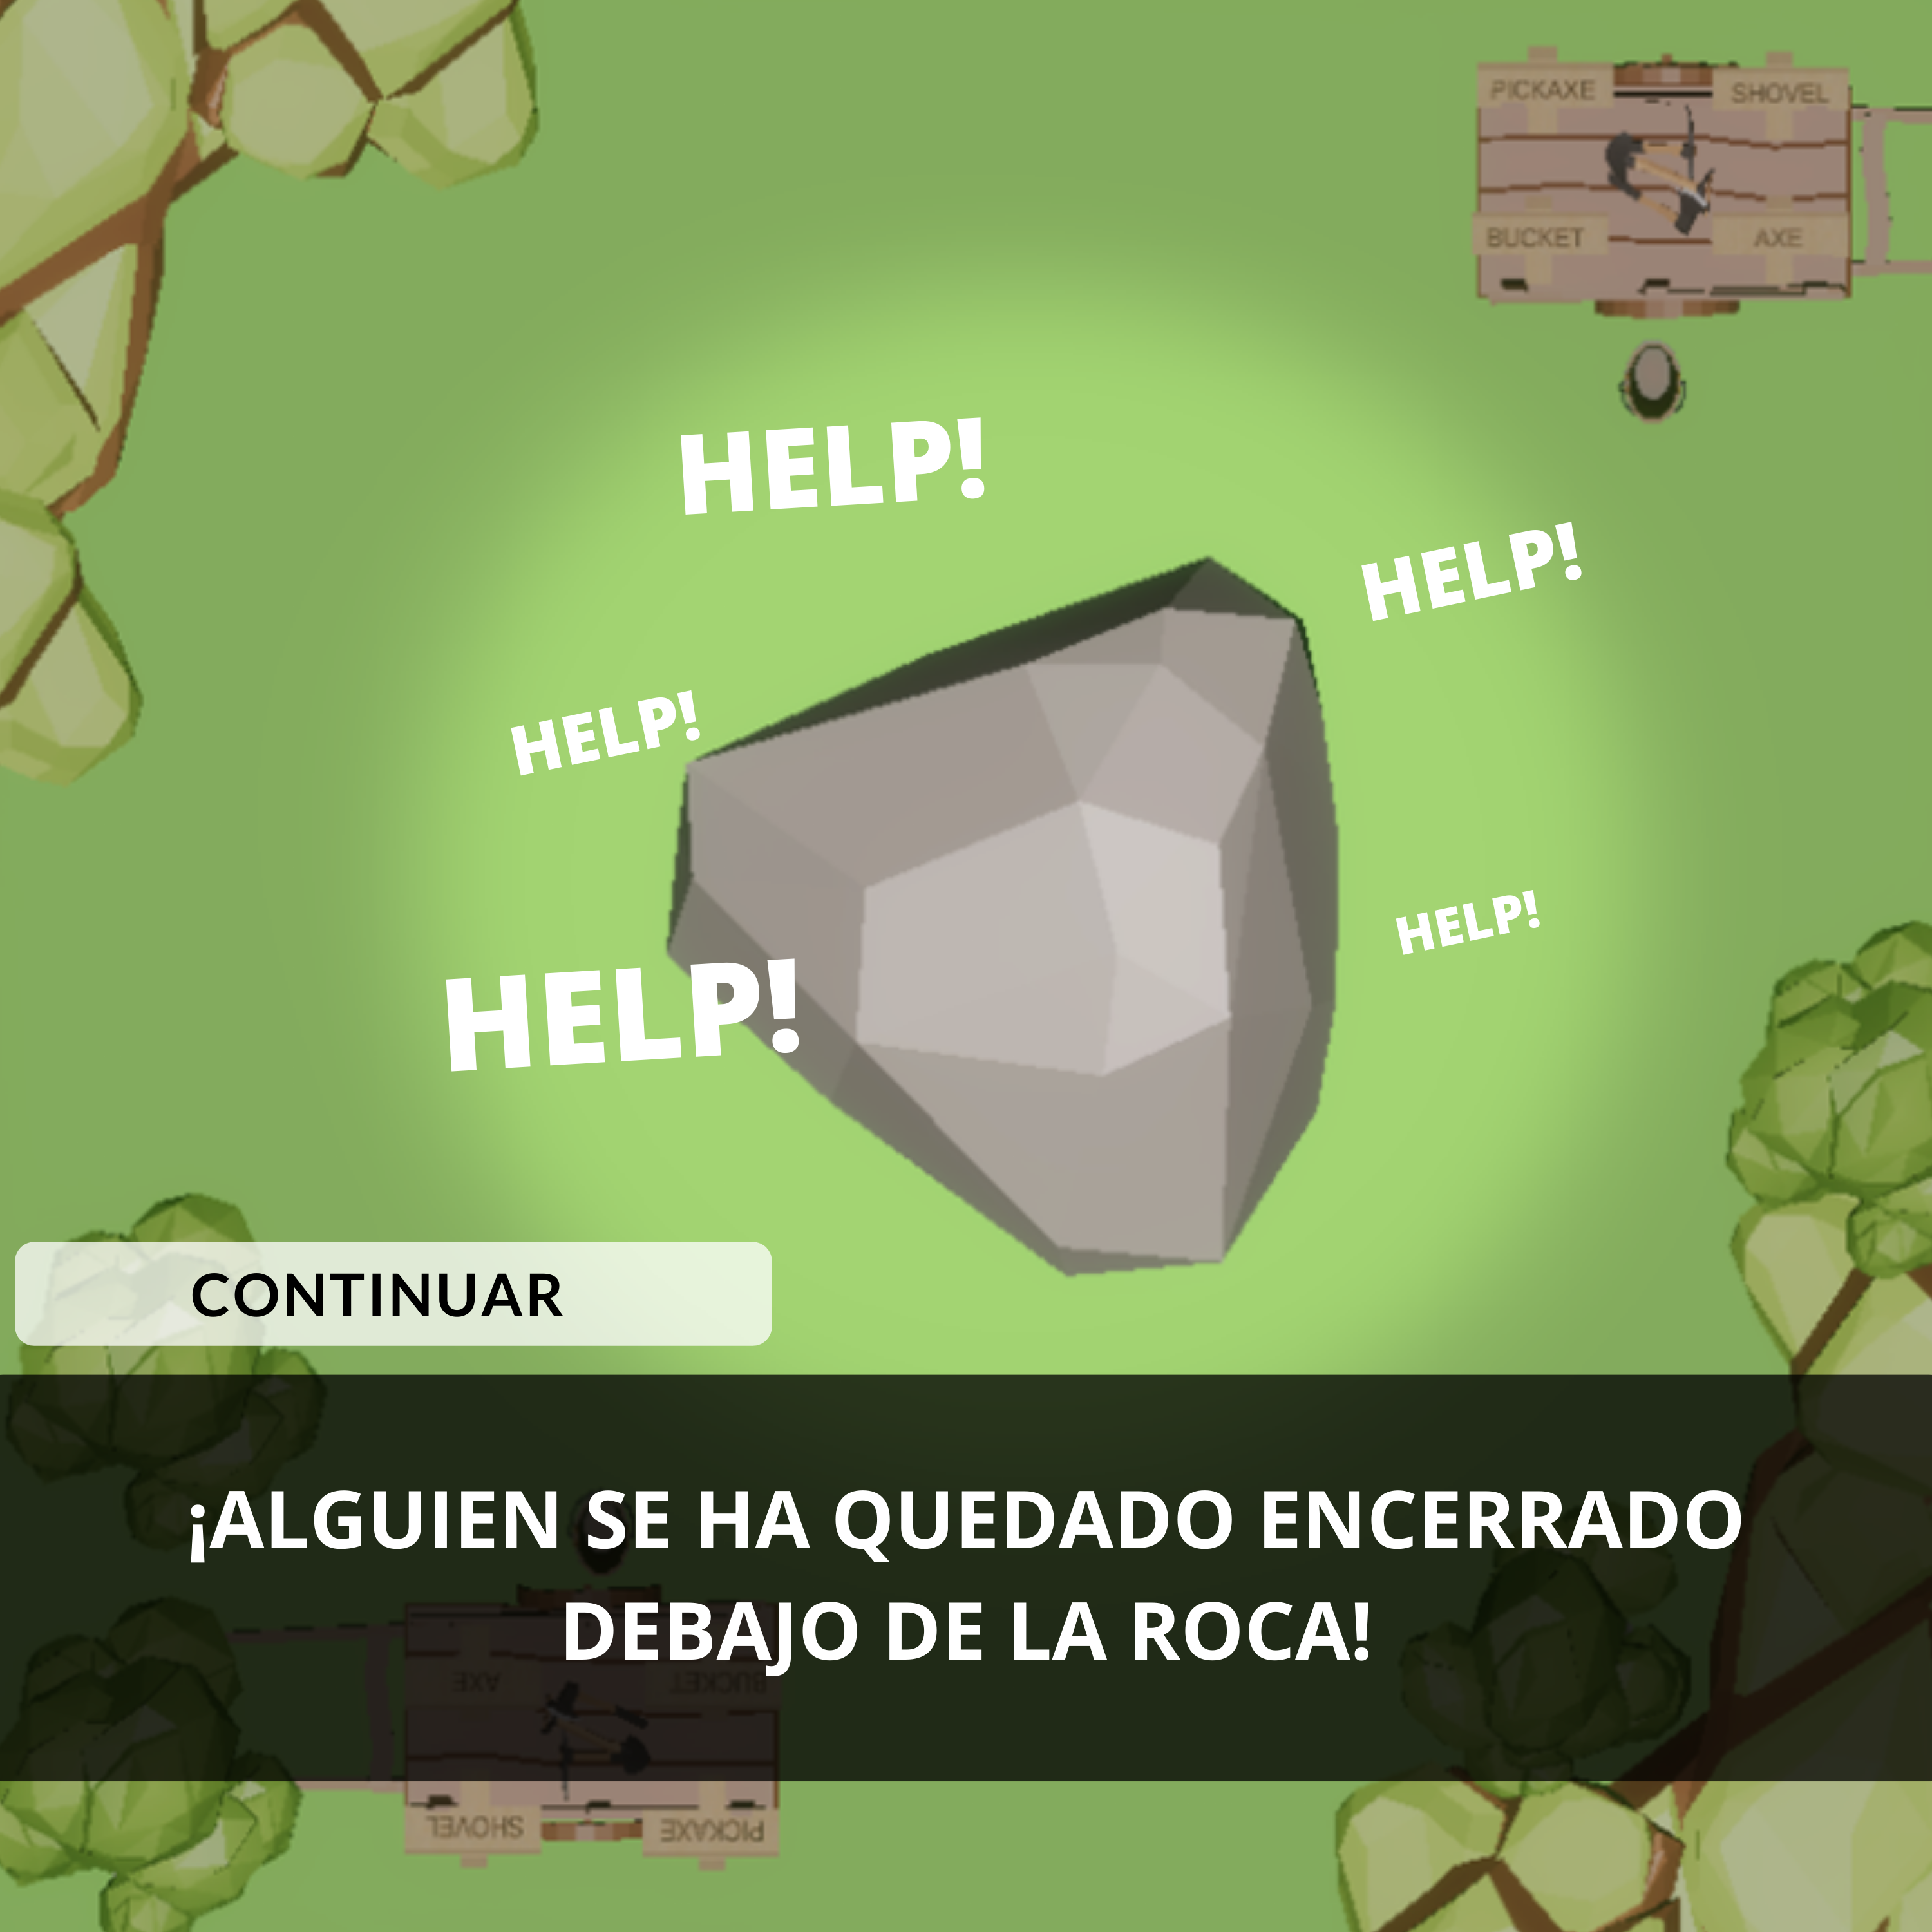 PICKAXE
SHOVEL
BUCKET
AXE
HELP!
HELP!
HELP!
HELP!
HELP!
CONTINUAR
¡ALGUIEN SE HA QUEDADO ENCERRADO
DEBAJO DE LA ROCA!
AXE
BUCKET
SHOVEL
PICKAXE